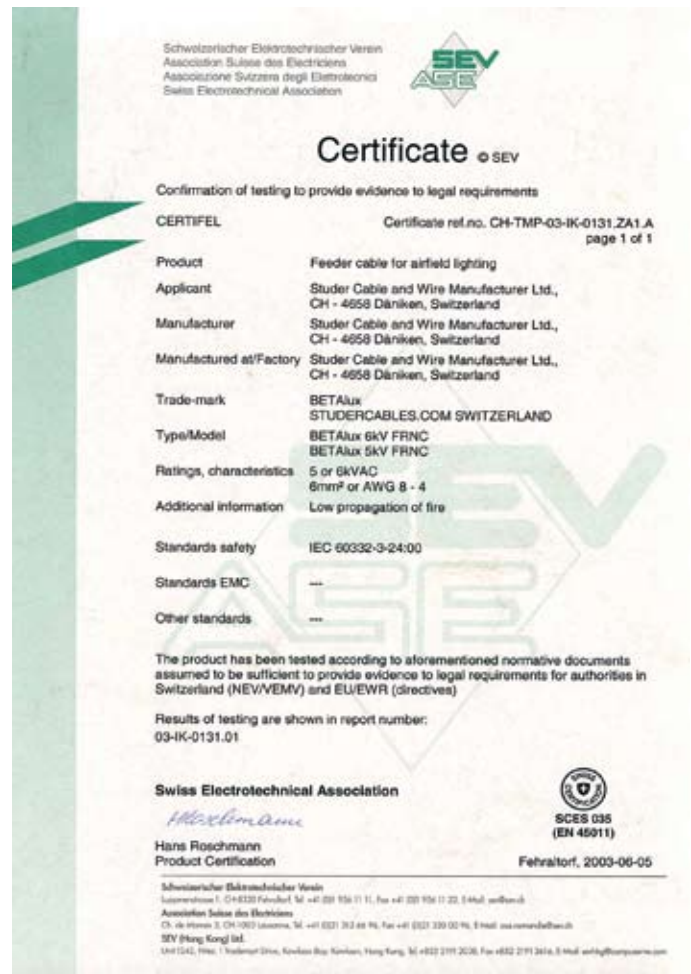 Schweizerischer Elektrotechnischer Verein
Association Suisse des Electriciens
Associazione Svizzera degli Elettrotecnici
Swiss Electrotechnical Association
SEV
ASE
Certificate © SEV
Confirmation of testing to provide evidence to legal requirements
CERTIFEL Certificate ref.no. CH-TMP-03-IK-0131.ZA1.A
page 1 of 1
Product Feeder cable for airfield lighting
Applicant Studer Cable and Wire Manufacturer Ltd.,
CH - 4658 Däniken, Switzerland
Manufacturer Studer Cable and Wire Manufacturer Ltd.,
CH - 4658 Däniken, Switzerland
Manufactured at/Factory Studer Cable and Wire Manufacturer Ltd.,
CH - 4658 Däniken, Switzerland
Trade-mark BETAlux
STUDERCABLES.COM SWITZERLAND
Type/Model BETAlux 6kV FRNC
BETAlux 5kV FRNC
Ratings, characteristics 5 or 6kVAC
6mm² or AWG 8 - 4
Additional information Low propagation of fire
Standards safety IEC 60332-3-24:00
Standards EMC ---
Other standards ---
SEV
ASE
The product has been tested according to aforementioned normative documents
assumed to be sufficient to provide evidence to legal requirements for authorities in
Switzerland (NEV/VEMV) and EU/EWR (directives)
Results of testing are shown in report number:
03-IK-0131.01
Swiss Electrotechnical Association
SWISS CERTIFICATION
SCES 035
(EN 45011)
Hans Roschmann
Product Certification Fehraltorf, 2003-06-05
Schweizerischer Elektrotechnischer Verein
Association Suisse des Electriciens
SEV (Hong Kong) Ltd.